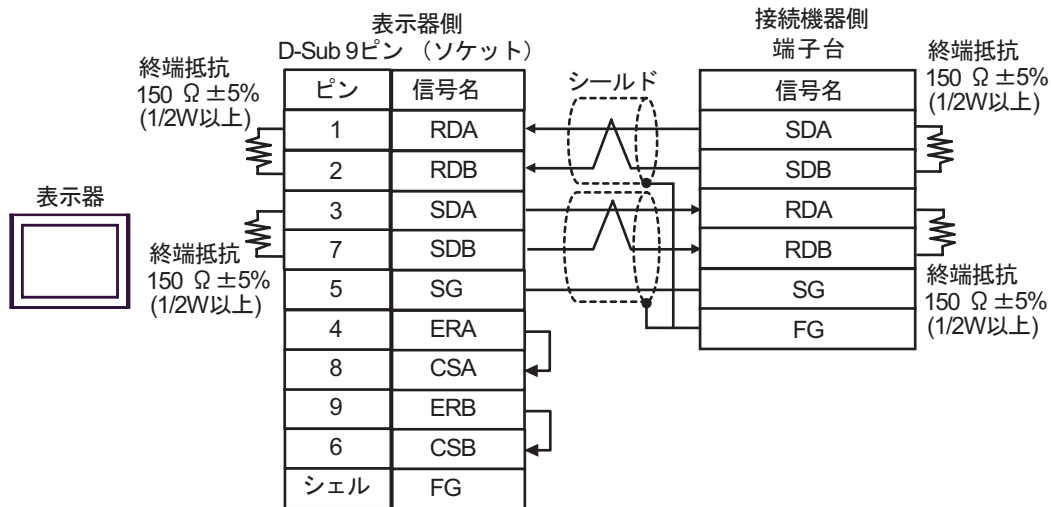 表示器側
D-Sub 9ピン （ソケット）
接続機器側
端子台
終端抵抗
150 Ω ±5%
(1/2W以上)
シールド
終端抵抗
150 Ω ±5%
(1/2W以上)
ピン 信号名
1 RDA
2 RDB
3 SDA
7 SDB
5 SG
4 ERA
8 CSA
9 ERB
6 CSB
シェル FG
信号名
SDA
SDB
RDA
RDB
SG
FG
表示器
終端抵抗
150 Ω ±5%
(1/2W以上)
終端抵抗
150 Ω ±5%
(1/2W以上)